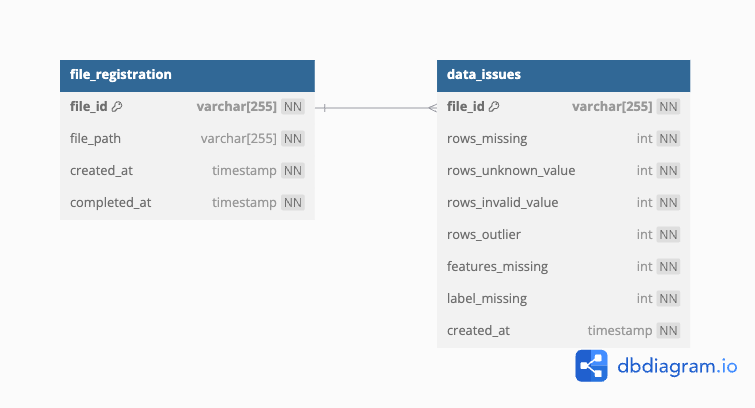 file_registration
file_id varchar[255] NN
file_path varchar[255] NN
created_at timestamp NN
completed_at timestamp NN
data_issues
file_id varchar[255] NN
rows_missing int NN
rows_unknown_value int NN
rows_invalid_value int NN
rows_outlier int NN
features_missing int NN
label_missing int NN
created_at timestamp NN
dbdiagram.io